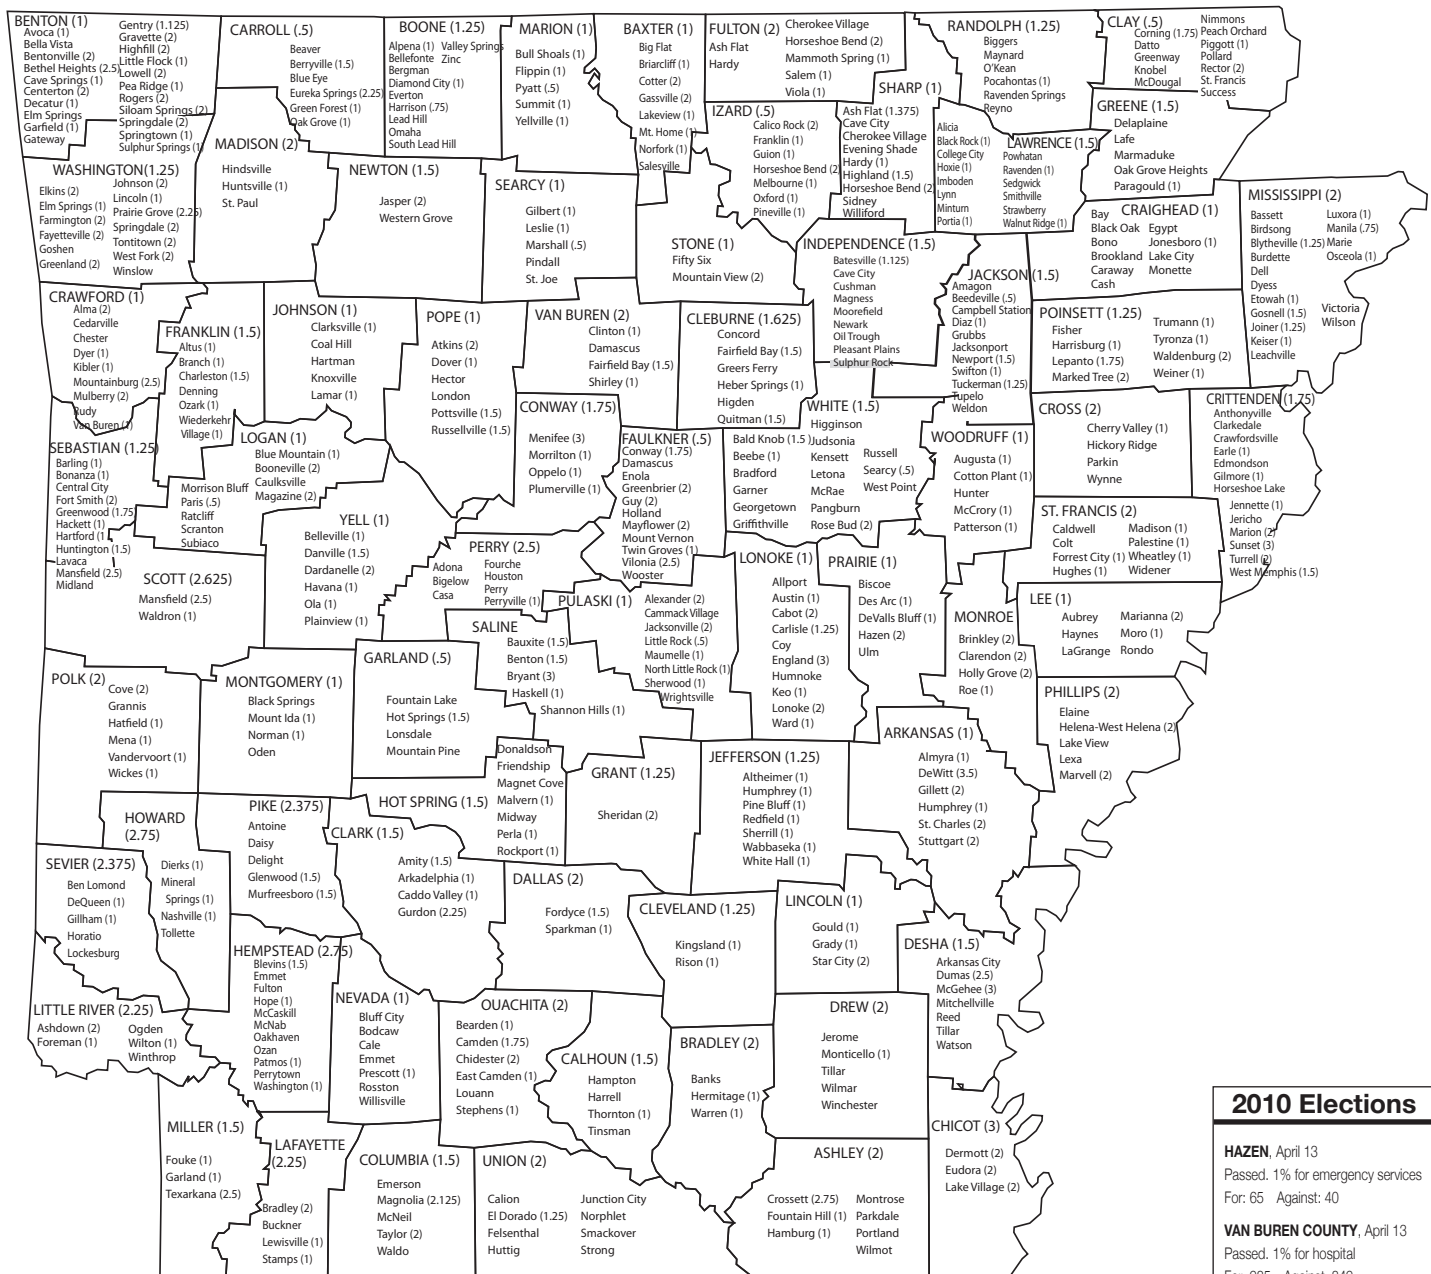 BENTON (1)
Avoca (1)
Bella Vista
Bentonville (2)
Bethel Heights (2.5)
Cave Springs (1)
Centerton (2)
Decatur (1)
Elm Springs
Garfield (1)
Gateway
Gentry (1.125)
Gravette (2)
Highfill (2)
Little Flock (1)
Lowell (2)
Pea Ridge (1)
Rogers (2)
Siloam Springs (2)
Springdale (2)
Springtown (1)
Sulphur Springs (1)
CARROLL (.5)
Beaver
Berryville (1.5)
Blue Eye
Eureka Springs (2.25)
Green Forest (1)
Oak Grove (1)
BOONE (1.25)
Alpena (1) Valley Springs
Bellefonte Zinc
Bergman
Diamond City (1)
Everton
Harrison (.75)
Lead Hill
Omaha
South Lead Hill
MARION (1)
Bull Shoals (1)
Flippin (1)
Pyatt (.5)
Summit (1)
Yellville (1)
BAXTER (1)
Big Flat
Briarcliff (1)
Cotter (2)
Gassville (2)
Lakeview (1)
Mt. Home (1)
Norfork (1)
Salesville
FULTON (2)
Ash Flat
Hardy
Cherokee Village
Horseshoe Bend (2)
Mammoth Spring (1)
Salem (1)
Viola (1)
RANDOLPH (1.25)
Biggers
Maynard
O'Kean
Pocahontas (1)
Ravenden Springs
Reyno
CLAY (.5)
Corning (1.75)
Datto
Greenway
Knobel
McDougal
Nimmons
Peach Orchard
Piggott (1)
Pollard
Rector (2)
St. Francis
Success
SHARP (1)
Ash Flat (1.375)
Cave City
Cherokee Village
Evening Shade
Hardy (1)
Highland (1.5)
Horseshoe Bend (2)
Sidney
Williford
IZARD (.5)
Calico Rock (2)
Franklin (1)
Guion (1)
Horseshoe Bend (2)
Melbourne (1)
Oxford (1)
Pineville (1)
LAWRENCE (1.5)
Alicia
Black Rock (1)
College City
Hoxie (1)
Imboden
Lynn
Minturn
Portia (1)
Powhatan
Ravenden (1)
Sedgwick
Smithville
Strawberry
Walnut Ridge (1)
GREENE (1.5)
Delaplaine
Lafe
Marmaduke
Oak Grove Heights
Paragould (1)
MADISON (2)
Hindsville
Huntsville (1)
St. Paul
WASHINGTON(1.25)
Elkins (2)
Elm Springs (1)
Farmington (2)
Fayetteville (2)
Goshen
Greenland (2)
Johnson (2)
Lincoln (1)
Prairie Grove (2.25)
Springdale (2)
Tontitown (2)
West Fork (2)
Winslow
NEWTON (1.5)
Jasper (2)
Western Grove
SEARCY (1)
Gilbert (1)
Leslie (1)
Marshall (.5)
Pindall
St. Joe
STONE (1)
Fifty Six
Mountain View (2)
INDEPENDENCE (1.5)
Batesville (1.125)
Cave City
Cushman
Magness
Moorefield
Newark
Oil Trough
Pleasant Plains
Sulphur Rock
JACKSON (1.5)
Amagon
Beedeville (.5)
Campbell Station
Diaz (1)
Grubbs
Jacksonport
Newport (1.5)
Swifton (1)
Tuckerman (1.25)
Tupelo
Weldon
CRAIGHEAD (1)
Bay
Black Oak Egypt
Bono Jonesboro (1)
Brookland Lake City
Caraway Monette
Cash
MISSISSIPPI (2)
Bassett
Birdsong
Blytheville (1.25)
Burdette
Dell
Dyess
Etowah (1)
Gosnell (1.5)
Joiner (1.25)
Keiser (1)
Leachville
Luxora (1)
Manila (.75)
Marie
Osceola (1)
Victoria
Wilson
CRAWFORD (1)
Alma (2)
Cedarville
Chester
Dyer (1)
Kibler (1)
Mountainburg (2.5)
Mulberry (2)
Rudy
Van Buren (1)
FRANKLIN (1.5)
Altus (1)
Branch (1)
Charleston (1.5)
Denning
Ozark (1)
Wiederkehr
Village (1)
JOHNSON (1)
Clarksville (1)
Coal Hill
Hartman
Knoxville
Lamar (1)
POPE (1)
Atkins (2)
Dover (1)
Hector
London
Pottsville (1.5)
Russellville (1.5)
VAN BUREN (2)
Clinton (1)
Damascus
Fairfield Bay (1.5)
Shirley (1)
CLEBURNE (1.625)
Concord
Fairfield Bay (1.5)
Greers Ferry
Heber Springs (1)
Higden
Quitman (1.5)
POINSETT (1.25)
Fisher
Harrisburg (1)
Lepanto (1.75)
Marked Tree (2)
Trumann (1)
Tyronza (1)
Waldenburg (2)
Weiner (1)
CONWAY (1.75)
Menifee (3)
Morrilton (1)
Oppelo (1)
Plumerville (1)
FAULKNER (.5)
Conway (1.75)
Damascus
Enola
Greenbrier (2)
Guy (2)
Holland
Mayflower (2)
Mount Vernon
Twin Groves (1)
Vilonia (2.5)
Wooster
WHITE (1.5)
Bald Knob (1.5)
Beebe (1)
Bradford
Garner
Georgetown
Griffithville
Higginson
Judsonia
Kensett
Letona
McRae
Pangburn
Rose Bud (2)
Russell
Searcy (.5)
West Point
WOODRUFF (1)
Augusta (1)
Cotton Plant (1)
Hunter
McCrory (1)
Patterson (1)
CROSS (2)
Cherry Valley (1)
Hickory Ridge
Parkin
Wynne
CRITTENDEN (1.75)
Anthonyville
Clarkedale
Crawfordsville
Earle (1)
Edmondson
Gilmore (1)
Horseshoe Lake
Jennette (1)
Jericho
Marion (2)
Sunset (3)
Turrell (2)
West Memphis (1.5)
SEBASTIAN (1.25)
Barling (1)
Bonanza (1)
Central City
Fort Smith (2)
Greenwood (1.75)
Hackett (1)
Hartford (1)
Huntington (1.5)
Lavaca
Mansfield (2.5)
Midland
LOGAN (1)
Blue Mountain (1)
Booneville (2)
Caulksville
Magazine (2)
Morrison Bluff
Paris (.5)
Ratcliff
Scranton
Subiaco
YELL (1)
Belleville (1)
Danville (1.5)
Dardanelle (2)
Havana (1)
Ola (1)
Plainview (1)
SCOTT (2.625)
Mansfield (2.5)
Waldron (1)
PERRY (2.5)
Adona
Bigelow
Casa
Fourche
Houston
Perry
Perryville (1)
PULASKI (1)
Alexander (2)
Cammack Village
Jacksonville (2)
Little Rock (.5)
Maumelle (1)
North Little Rock (1)
Sherwood (1)
Wrightsville
LONOKE (1)
Allport
Austin (1)
Cabot (2)
Carlisle (1.25)
Coy
England (3)
Humnoke
Keo (1)
Lonoke (2)
Ward (1)
PRAIRIE (1)
Biscoe
Des Arc (1)
DeValls Bluff (1)
Hazen (2)
Ulm
ST. FRANCIS (2)
Caldwell
Colt
Forrest City (1)
Hughes (1)
Madison (1)
Palestine (1)
Wheatley (1)
Widener
LEE (1)
Aubrey
Haynes
LaGrange
Marianna (2)
Moro (1)
Rondo
MONROE
Brinkley (2)
Clarendon (2)
Holly Grove (2)
Roe (1)
PHILLIPS (2)
Elaine
Helena-West Helena (2)
Lake View
Lexa
Marvell (2)
SALINE
Bauxite (1.5)
Benton (1.5)
Bryant (3)
Haskell (1)
Shannon Hills (1)
GARLAND (.5)
Fountain Lake
Hot Springs (1.5)
Lonsdale
Mountain Pine
POLK (2)
Cove (2)
Grannis
Hatfield (1)
Mena (1)
Vandervoort (1)
Wickes (1)
MONTGOMERY (1)
Black Springs
Mount Ida (1)
Norman (1)
Oden
HOT SPRING (1.5)
Donaldson
Friendship
Magnet Cove
Malvern (1)
Midway
Perla (1)
Rockport (1)
GRANT (1.25)
Sheridan (2)
JEFFERSON (1.25)
Altheimer (1)
Humphrey (1)
Pine Bluff (1)
Redfield (1)
Sherrill (1)
Wabbaseka (1)
White Hall (1)
ARKANSAS (1)
Almyra (1)
DeWitt (3.5)
Gillett (2)
Humphrey (1)
St. Charles (2)
Stuttgart (2)
HOWARD
(2.75)
Dierks (1)
Mineral
Springs (1)
Nashville (1)
Tollette
PIKE (2.375)
Antoine
Daisy
Delight
Glenwood (1.5)
Murfreesboro (1.5)
CLARK (1.5)
Amity (1.5)
Arkadelphia (1)
Caddo Valley (1)
Gurdon (2.25)
SEVIER (2.375)
Ben Lomond
DeQueen (1)
Gillham (1)
Horatio
Lockesburg
DALLAS (2)
Fordyce (1.5)
Sparkman (1)
CLEVELAND (1.25)
Kingsland (1)
Rison (1)
LINCOLN (1)
Gould (1)
Grady (1)
Star City (2)
DESHA (1.5)
Arkansas City
Dumas (2.5)
McGehee (3)
Mitchellville
Reed
Tillar
Watson
HEMPSTEAD (2.75)
Blevins (1.5)
Emmet
Fulton
Hope (1)
McCaskill
McNab
Oakhaven
Ozan
Patmos (1)
Perrytown
Washington (1)
LITTLE RIVER (2.25)
Ashdown (2)
Foreman (1)
Ogden
Wilton (1)
Winthrop
NEVADA (1)
Bluff City
Bodcaw
Cale
Emmet
Prescott (1)
Rosston
Willisville
OUACHITA (2)
Bearden (1)
Camden (1.75)
Chidester (2)
East Camden (1)
Louann
Stephens (1)
CALHOUN (1.5)
Hampton
Harrell
Thornton (1)
Tinsman
BRADLEY (2)
Banks
Hermitage (1)
Warren (1)
DREW (2)
Jerome
Monticello (1)
Tillar
Wilmar
Winchester
MILLER (1.5)
Fouke (1)
Garland (1)
Texarkana (2.5)
LAFAYETTE
(2.25)
Bradley (2)
Buckner
Lewisville (1)
Stamps (1)
COLUMBIA (1.5)
Emerson
Magnolia (2.125)
McNeil
Taylor (2)
Waldo
UNION (2)
Calion
El Dorado (1.25)
Felsenthal
Huttig
Junction City
Norphlet
Smackover
Strong
ASHLEY (2)
Crossett (2.75)
Fountain Hill (1)
Hamburg (1)
Montrose
Parkdale
Portland
Wilmot
CHICOT (3)
Dermott (2)
Eudora (2)
Lake Village (2)
2010 Elections
HAZEN, April 13
Passed. 1% for emergency services
For: 65 Against: 40
VAN BUREN COUNTY, April 13
Passed. 1% for hospital